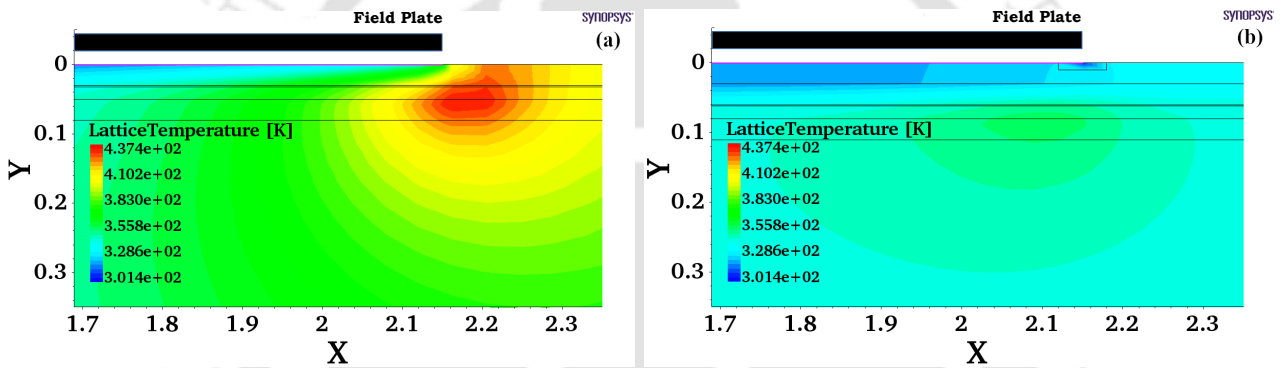 Field Plate
SYNOPSYS
(a)
0
0.1
0.2
0.3
Y
LatticeTemperature [K]
4.374e+02
4.102e+02
3.830e+02
3.558e+02
3.286e+02
3.014e+02
1.7 1.8 1.9 2 2.1 2.2 2.3
X
Field Plate
SYNOPSYS
(b)
0
0.1
0.2
0.3
Y
LatticeTemperature [K]
4.374e+02
4.102e+02
3.830e+02
3.558e+02
3.286e+02
3.014e+02
1.7 1.8 1.9 2 2.1 2.2 2.3
X